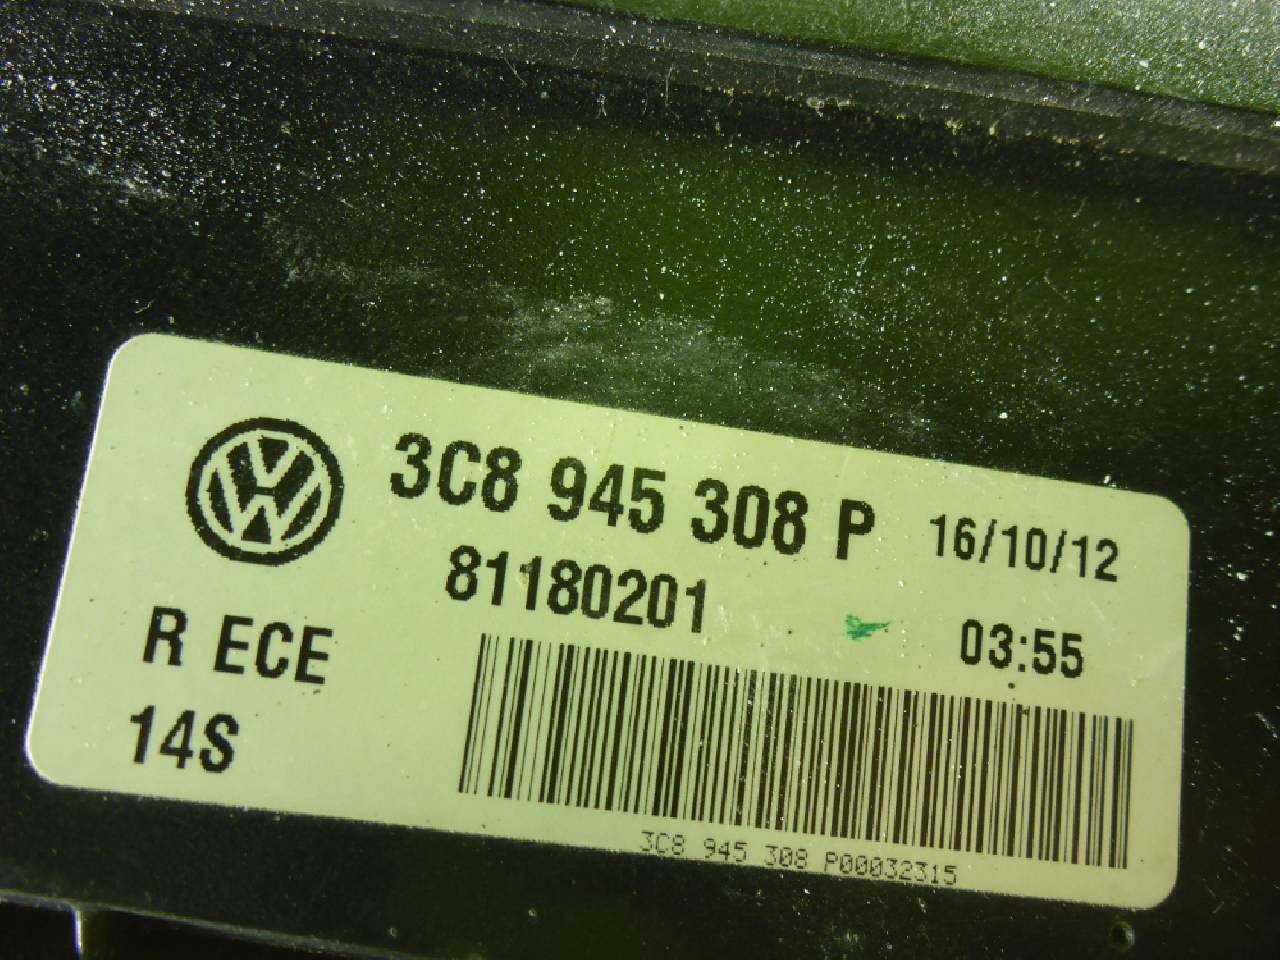 3C8 945 308 P 16/10/12
81180201
03:55
R ECE
14S
3C8 945 308 P00032315